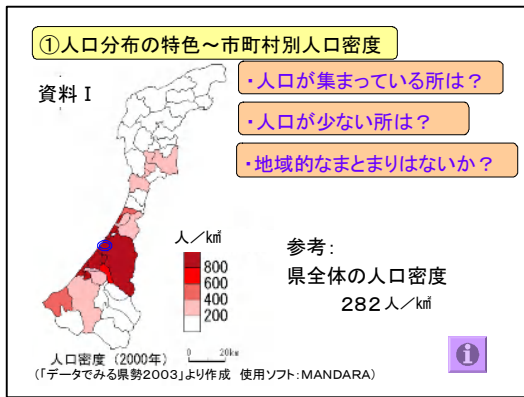 ①人口分布の特色～市町村別人口密度
資料Ⅰ
・人口が集まっている所は？
・人口が少ない所は？
・地域的なまとまりはないか？
人／k㎡
800
600
400
200
参考：
県全体の人口密度
282人／k㎡
人口密度（2000年）
0 20km
（「データでみる県勢2003」より作成 使用ソフト：MANDARA）